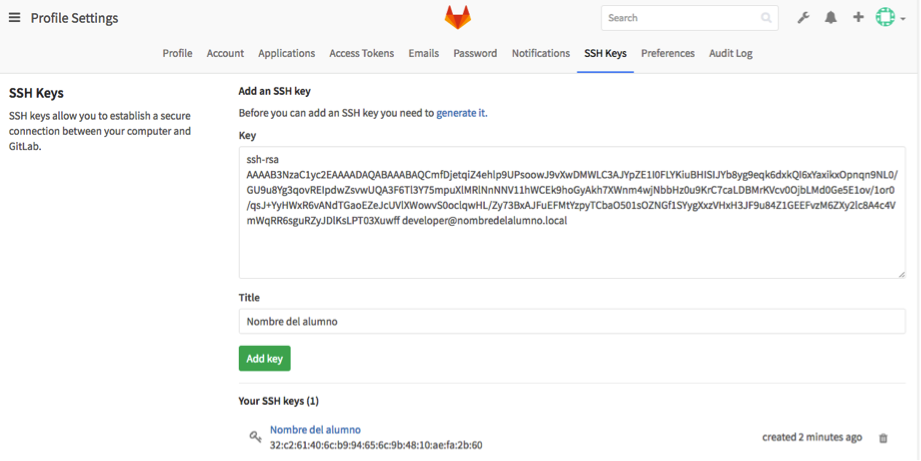 Profile Settings
Search
Profile Account Applications Access Tokens Emails Password Notifications SSH Keys Preferences Audit Log
SSH Keys
SSH keys allow you to establish a secure
connection between your computer and
GitLab.
Add an SSH key
Before you can add an SSH key you need to generate it.
Key
ssh-rsa
AAAAB3NzaC1yc2EAAAADAQABAAABAQCmfDjetqiZ4ehlp9UPsoowJ9vXwDMWLC3AJYpZE1I0FLYKiuBHISIJYb8yg9eqk6dxkQI6xYaxikxOpnqn9NL0/
GU9u8Yg3qovREIpdwZsvwUQA3F6Tl3Y75mpuXlMRlNnNNV11hWCEk9hoGyAkh7XWnm4wjNbbHz0u9KrC7caLDBMrKVcv0OjbLMd0Ge5E1ov/1or0
/qsJ+YyHWxR6vANdTGaoEZeJcUVlXWowvS0oclqwHL/Zy73BxAJFuEFMtYzpyTCbaO501sOZNGf1SYygXxzVHxH3JF9u84Z1GEEFvzM6ZXy2lc8A4c4V
mWqRR6sguRZyJDlKsLPT03Xuwff developer@nombredelalumno.local
Title
Nombre del alumno
Add key
Your SSH keys (1)
Nombre del alumno
32:c2:61:40:6c:b9:94:65:6c:9b:48:10:ae:fa:2b:60
created 2 minutes ago